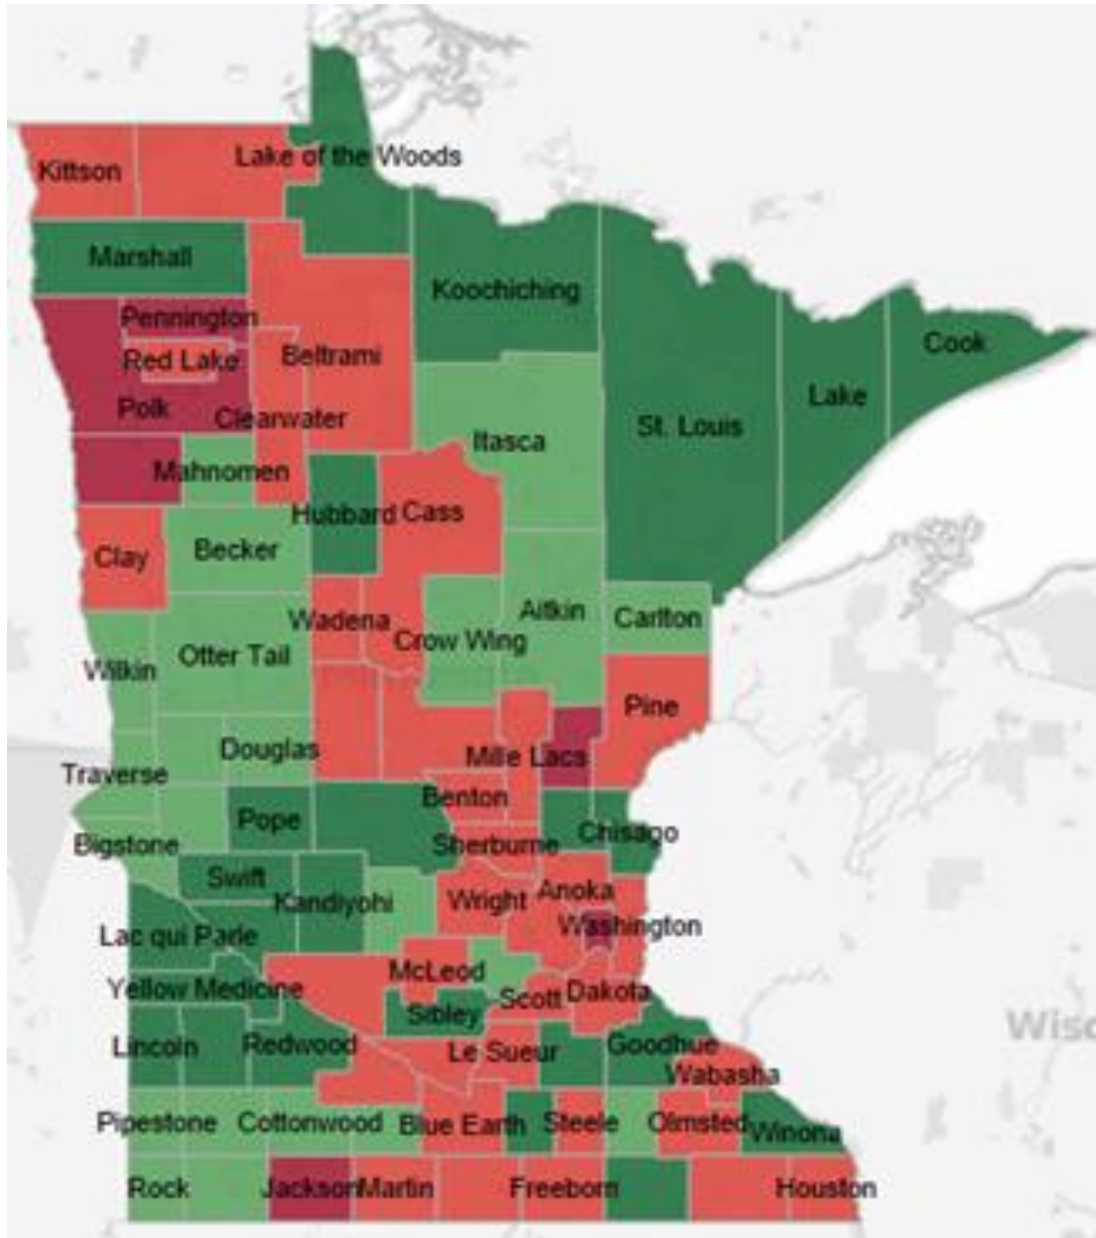 Lake of the Woods
Kittson
Marshall
Koochiching
Pennington
Cook
Red Lake
Beltrami
Lake
Polk
Clearwater
St. Louis
Itasca
Mahnomen
Hubbard
Cass
Clay
Becker
Aitkin
Wadena
Carlton
Crow Wing
Otter Tail
Wilkin
Pine
Douglas
Mille Lacs
Traverse
Benton
Pope
Chisago
Bigstone
Sherburne
Swift
Anoka
Kandiyohi
Wright
Washington
Lac qui Parle
McLeod
Yellow Medicine
Scott
Dakota
Sibley
Wisc
Lincoln
Redwood
Le Sueur
Goodhue
Wabasha
Pipestone
Cottonwood
Blue Earth
Steele
Olmsted
Winona
Rock
Jackson
Martin
Freeborn
Houston